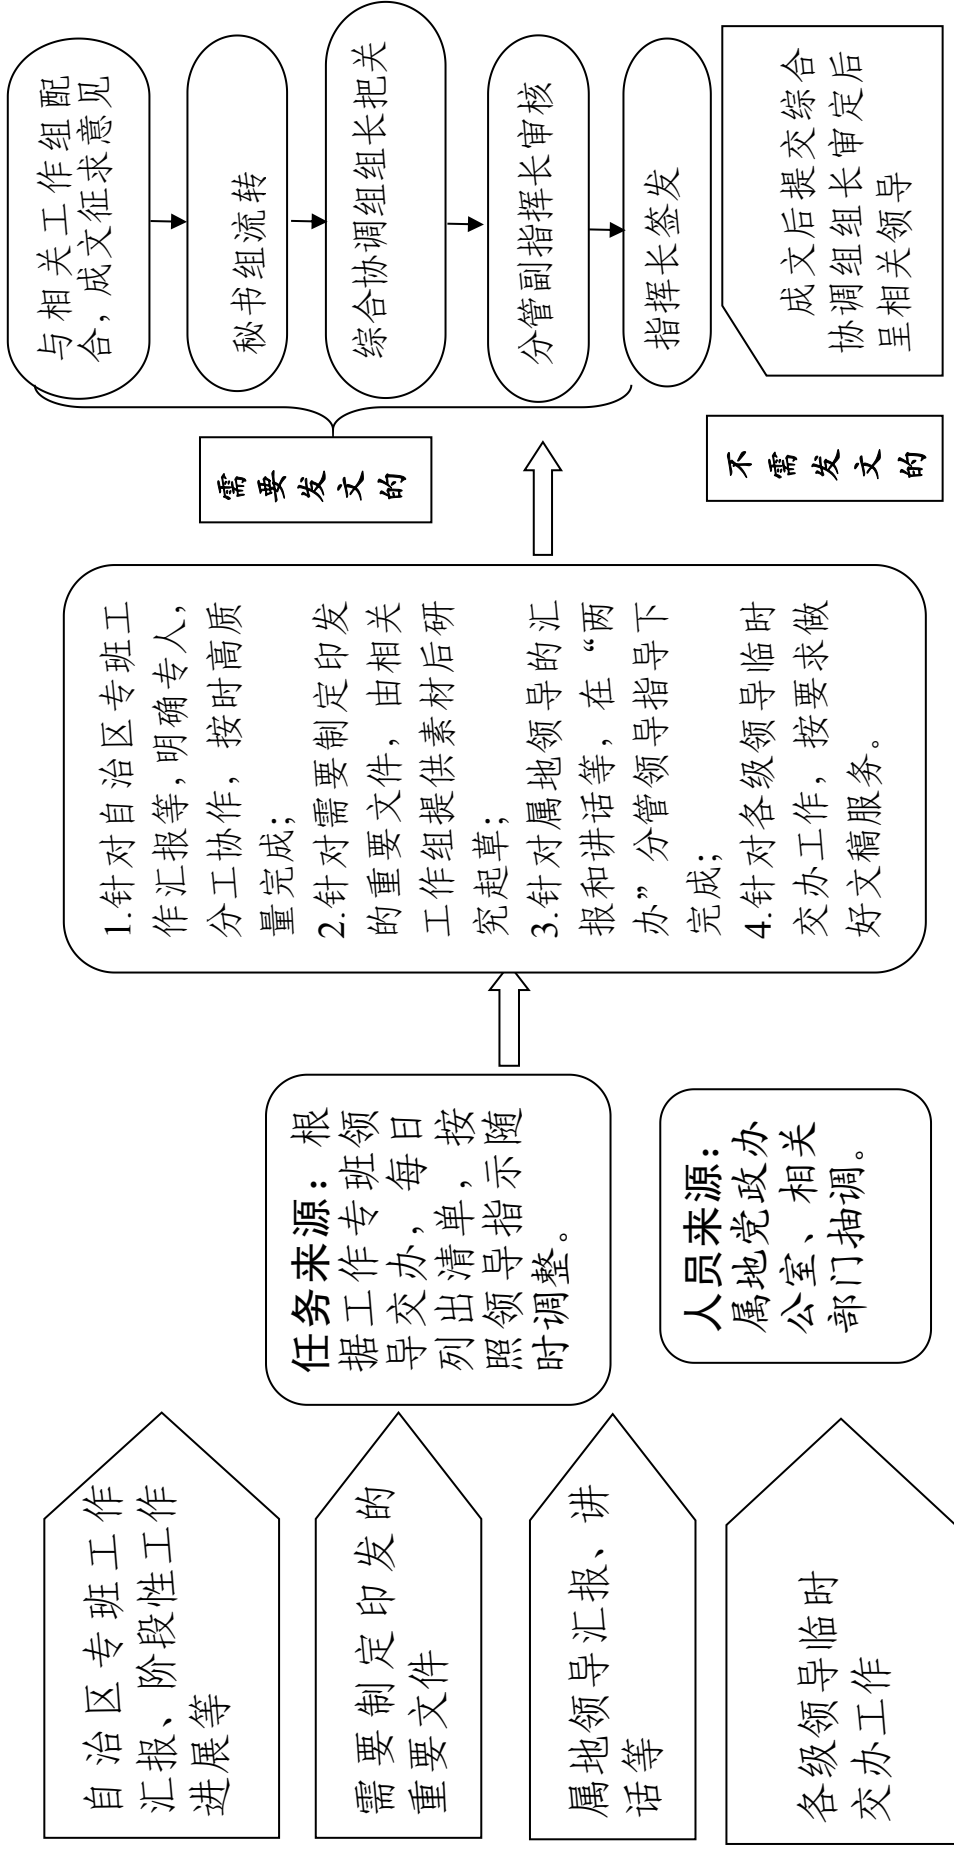 自治区专班工作
汇报、阶段性工作
进展等
需要制定印发的
重要文件
属地领导汇报、讲
话等
各级领导临时
交办工作
任务来源：根
据工作专班领
导交办，每日
列出清单，按
照领导指示随
时调整。
人员来源：
属地党政办
公室、相关
部门抽调。
1.针对自治区专班工
作汇报等，明确专人，
分工协作，按时高质
量完成；
2.针对需要制定印发
的重要文件，由相关
工作组提供素材后研
究起草；
3.针对属地领导的汇
报和讲话等，在“两
办”分管领导指导下
完成；
4.针对各级领导临时
交办工作，按要求做
好文稿服务。
需要发文的
不需发文的
与相关工作组配
合，成文征求意见
秘书组流转
综合协调组组长把关
分管副指挥长审核
指挥长签发
成文后提交综合
协调组组长审定后
呈相关领导